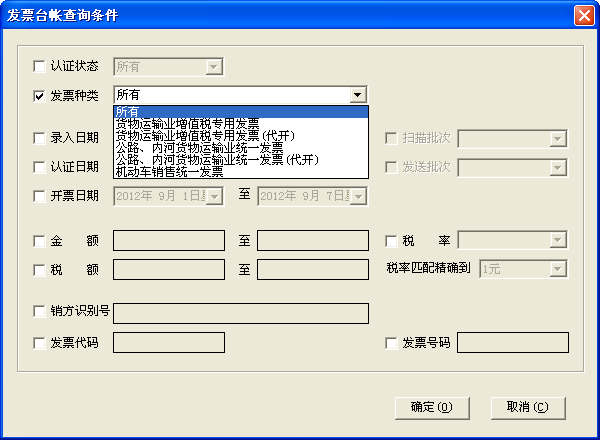 发票台帐查询条件
认证状态 所有
发票种类 所有
所有
货物运输业增值税专用发票
货物运输业增值税专用发票(代开)
公路、内河货物运输业统一发票
公路、内河货物运输业统一发票(代开)
机动车销售统一发票
录入日期 扫描批次
认证日期 发送批次
开票日期 2012年 9月 1日 至 2012年 9月 7日
金 额 至 税 率
税 额 至 税率匹配精确到 1元
销方识别号
发票代码 发票号码
确定(O) 取消(C)